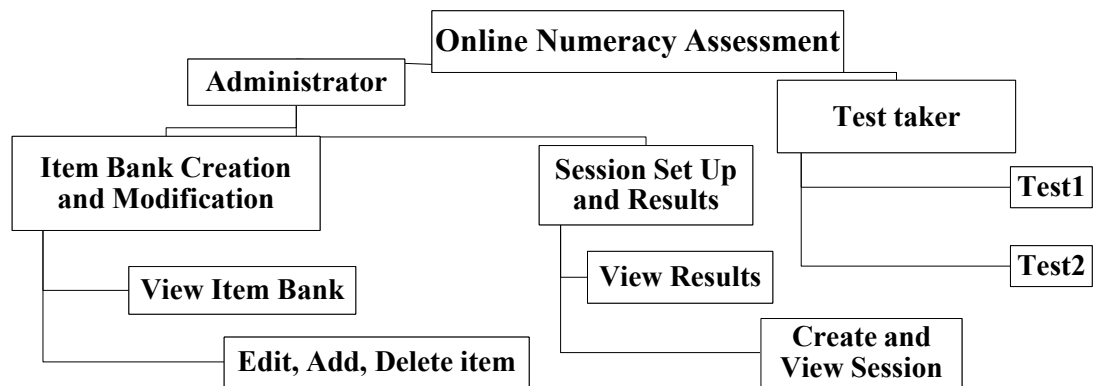 Online Numeracy Assessment
Administrator
Test taker
Item Bank Creation
and Modification
Session Set Up
and Results
Test1
View Item Bank
View Results
Test2
Edit, Add, Delete item
Create and
View Session